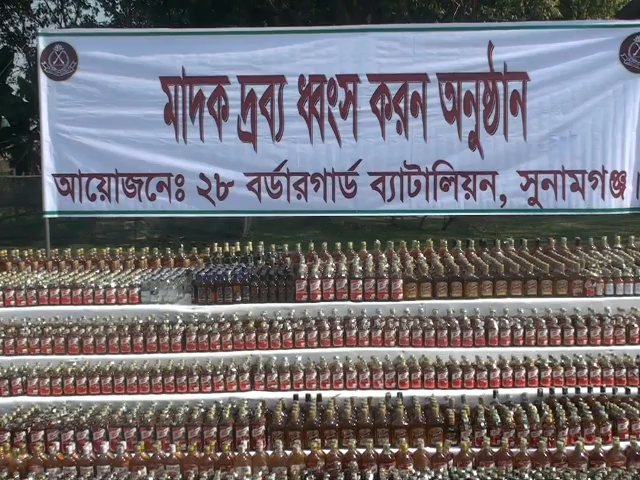 মাদক দ্রব্য ধ্বংস করন অনুষ্ঠান
আয়োজনেঃ ২৮ বর্ডারগার্ড ব্যাটালিয়ন, সুনামগঞ্জ।